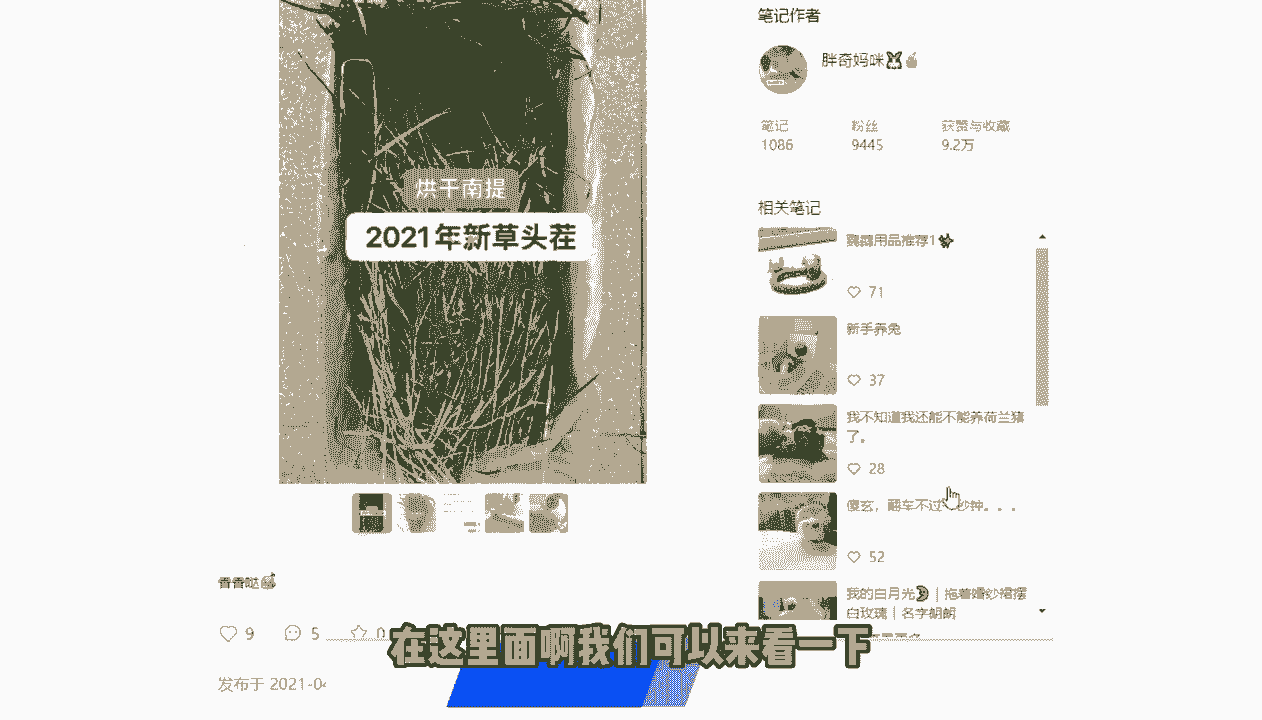 笔记作者
胖奇妈咪
笔记 粉丝 获赞与收藏
1086 9445 9.2万
烘干南提
2021年新草头茬
相关笔记
用品推荐1
71
新手养兔
37
我不知道我还能不能养荷兰猪
了。
28
傻玄，翻车不过 秒钟。。。
52
我的白月光 | 拖着婚纱裙摆
白玫瑰 | 名字朝朝
香香哒
9 5 0
在这里面啊我们可以来看一下
发布于 2021-04